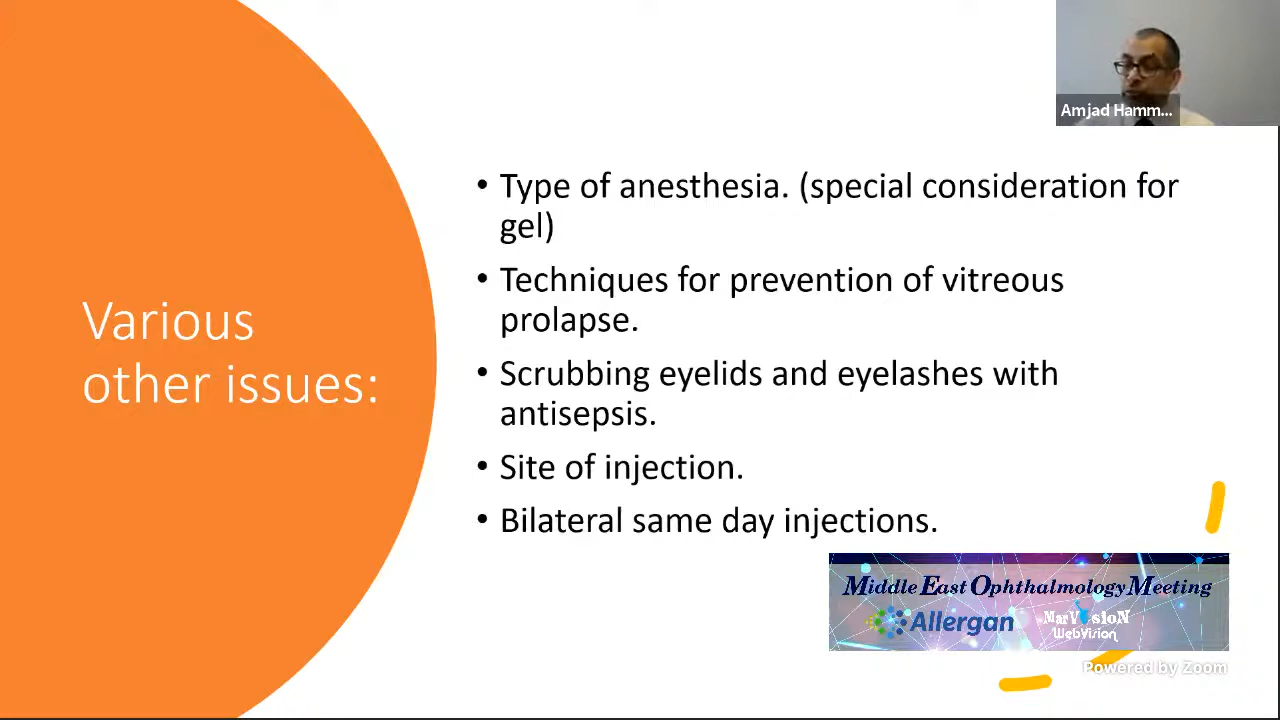 Amjad Hamm...
• Type of anesthesia. (special consideration for
gel)
• Techniques for prevention of vitreous
prolapse.
Various
other issues:
• Scrubbing eyelids and eyelashes with
antisepsis.
• Site of injection.
• Bilateral same day injections.
Middle East Ophthalmology Meeting
Allergan
MarVision
WebVision
Powered by Zoom